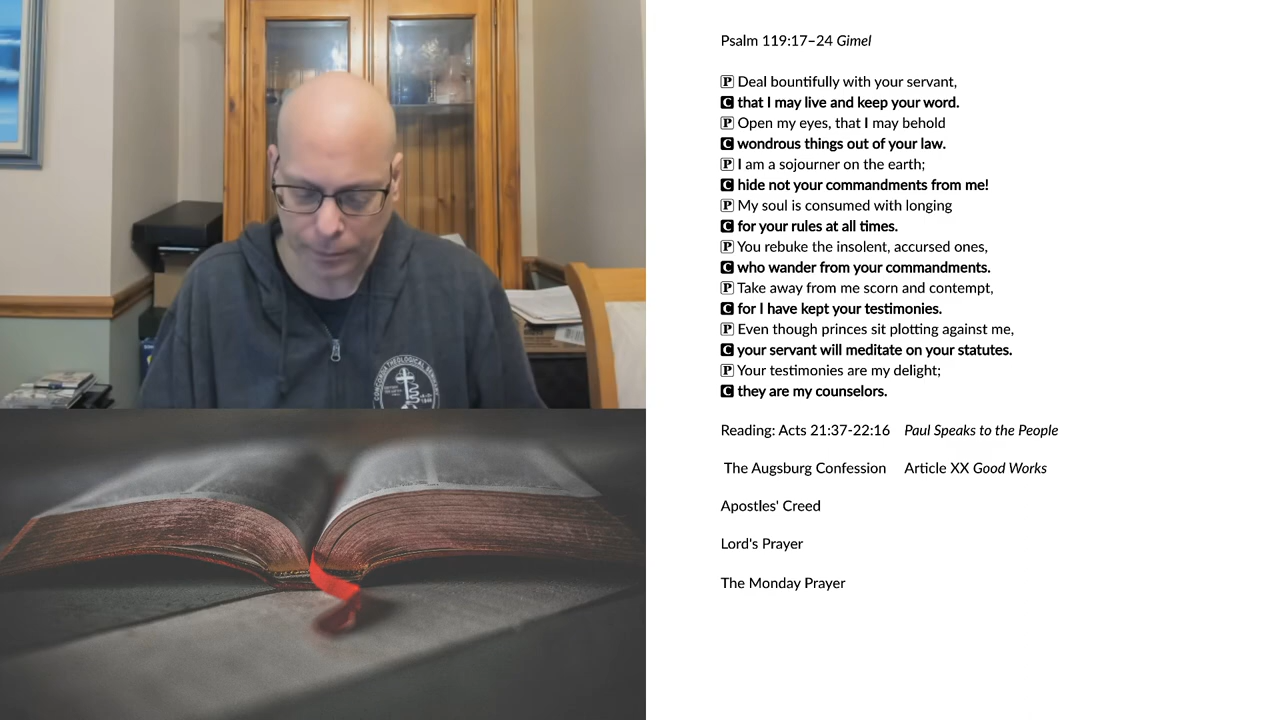 Psalm 119:17–24 Gimel
P Deal bountifully with your servant,
C that I may live and keep your word.
P Open my eyes, that I may behold
C wondrous things out of your law.
P I am a sojourner on the earth;
C hide not your commandments from me!
P My soul is consumed with longing
C for your rules at all times.
P You rebuke the insolent, accursed ones,
C who wander from your commandments.
P Take away from me scorn and contempt,
C for I have kept your testimonies.
P Even though princes sit plotting against me,
C your servant will meditate on your statutes.
P Your testimonies are my delight;
C they are my counselors.
Reading: Acts 21:37-22:16 Paul Speaks to the People
The Augsburg Confession Article XX Good Works
Apostles' Creed
Lord's Prayer
The Monday Prayer
CONCORDIA THEOLOGICAL SEMINARY